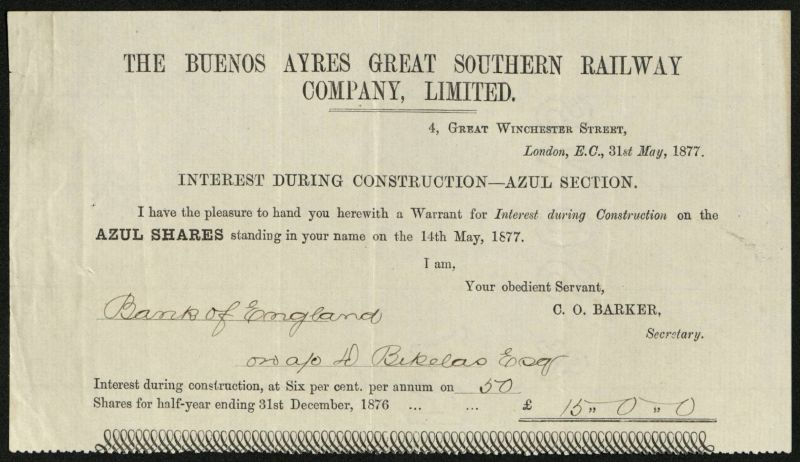 THE BUENOS AYRES GREAT SOUTHERN RAILWAY
COMPANY, LIMITED.
4, GREAT WINCHESTER STREET,
London, E.C., 31st May, 1877.
INTEREST DURING CONSTRUCTION—AZUL SECTION.
I have the pleasure to hand you herewith a Warrant for Interest during Construction on the
AZUL SHARES standing in your name on the 14th May, 1877.
I am,
Your obedient Servant,
C. O. BARKER,
Secretary.
Bank of England
on a/c D Bikelas Esq
Interest during construction, at Six per cent. per annum on 50
Shares for half-year ending 31st December, 1876 ... ... £ 15 " 0 " 0